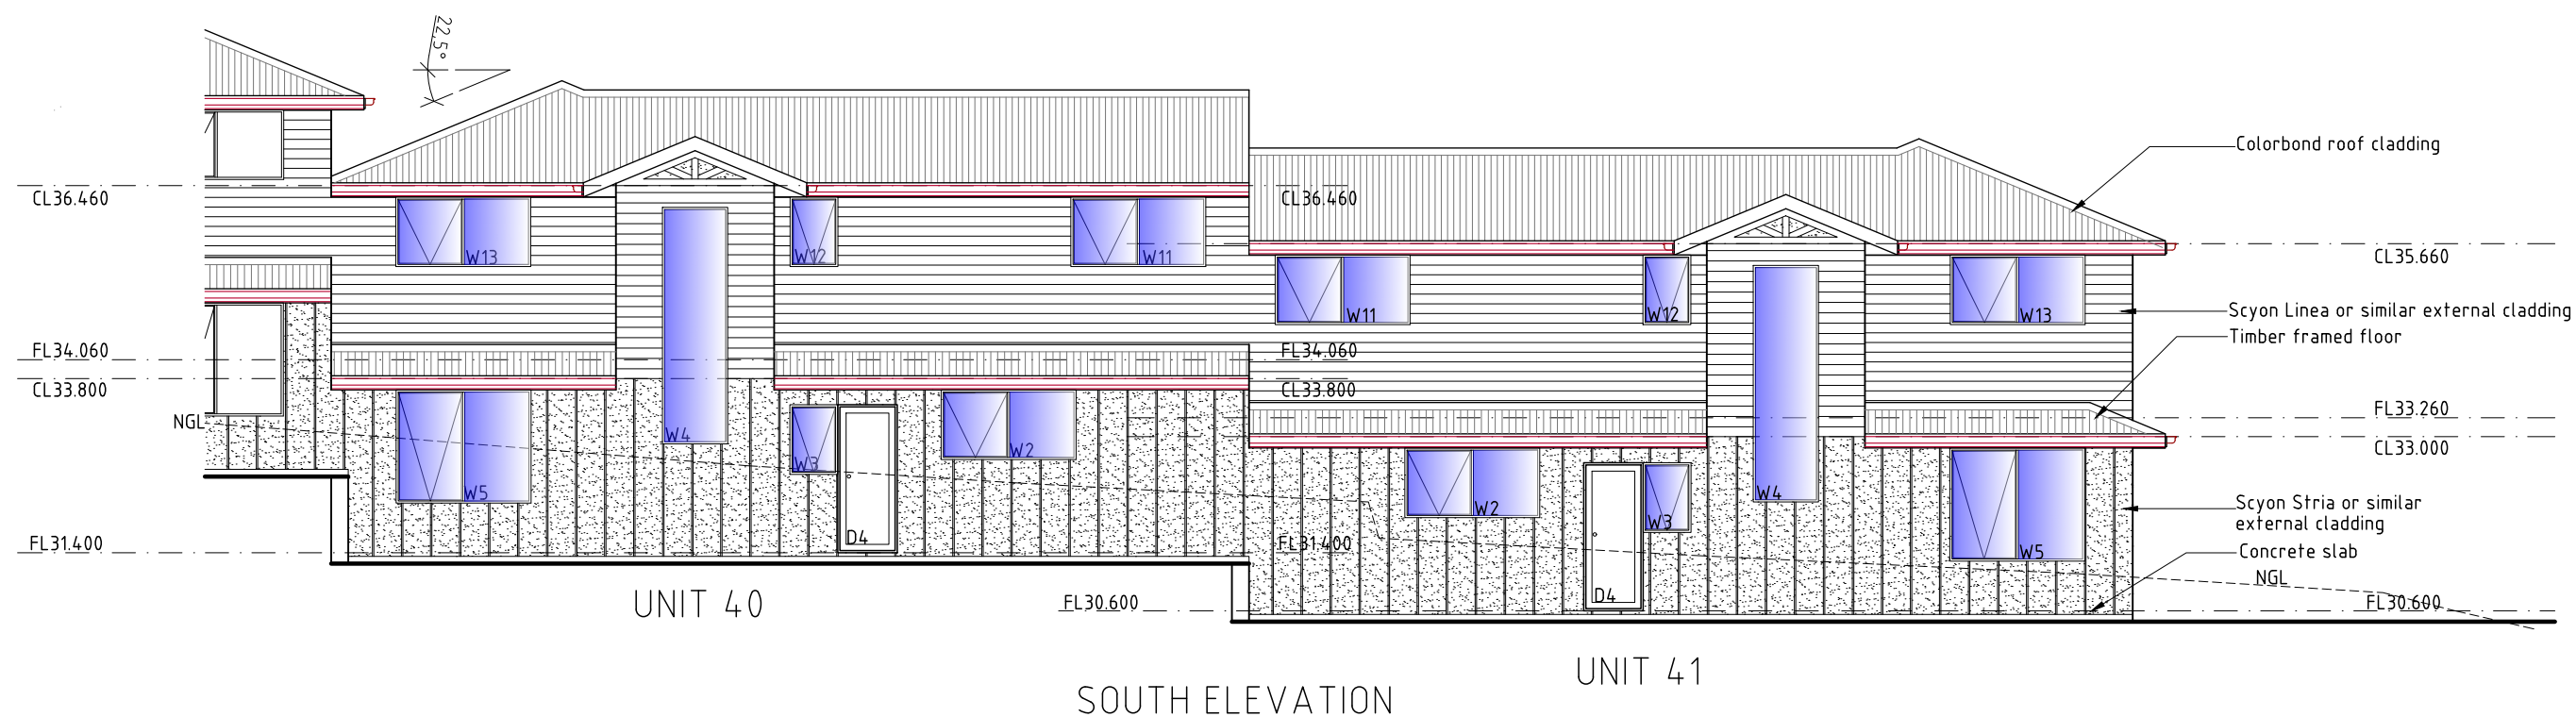 22.5°
Colorbond roof cladding
CL36.460
CL36.460
CL35.660
W13
W12
W11
W11
W12
W13
Scyon Linea or similar external cladding
Timber framed floor
FL34.060
FL34.060
CL33.800
CL33.800
FL33.260
CL33.000
NGL
W4
W3
W2
W5
D4
W2
W4
W3
W5
D4
Scyon Stria or similar
external cladding
FL31.400
FL31.400
Concrete slab
NGL
FL30.600
FL30.600
UNIT 40
UNIT 41
SOUTH ELEVATION